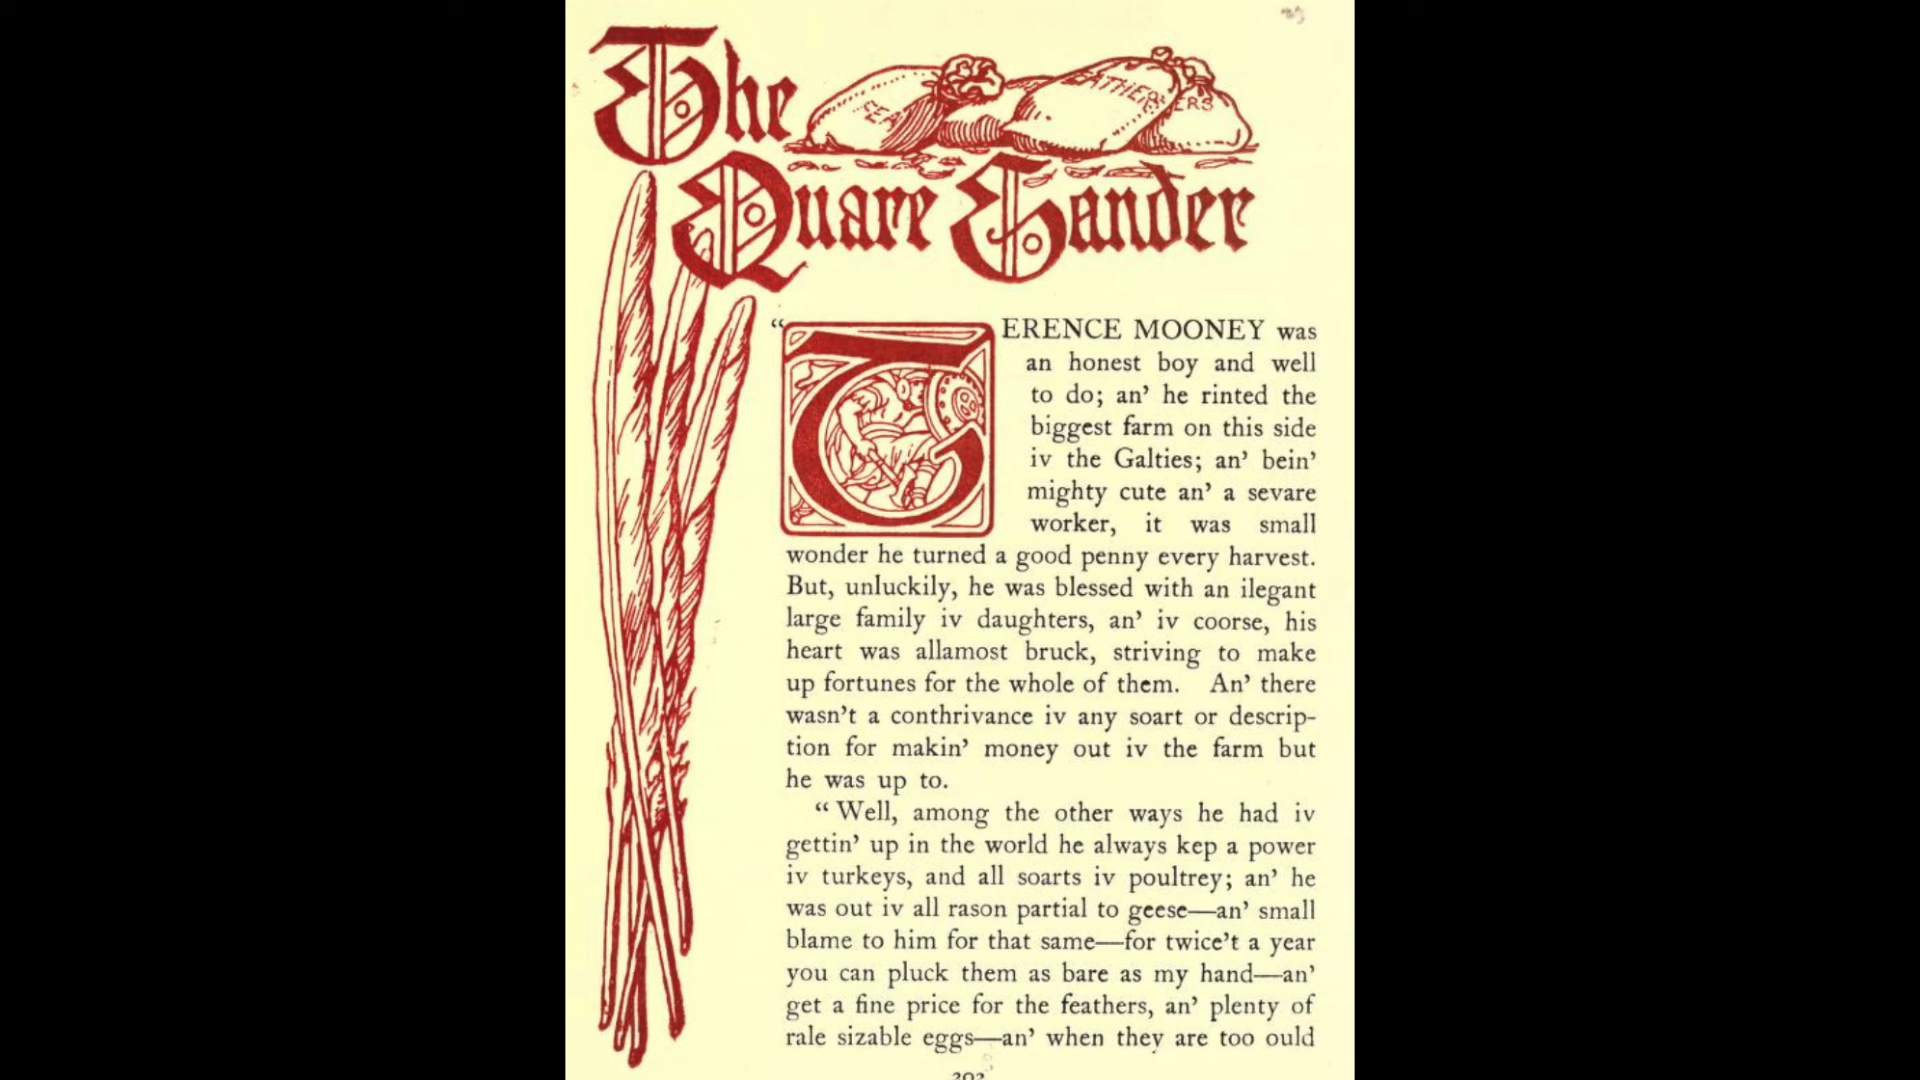 The
FEA
EATHER
ERS
Quare Gander
“TERENCE MOONEY was
an honest boy and well
to do; an’ he rinted the
biggest farm on this side
iv the Galties; an’ bein’
mighty cute an’ a sevare
worker, it was small
wonder he turned a good penny every harvest.
But, unluckily, he was blessed with an ilegant
large family iv daughters, an’ iv coorse, his
heart was allamost bruck, striving to make
up fortunes for the whole of them. An’ there
wasn’t a conthrivance iv any soart or descrip-
tion for makin’ money out iv the farm but
he was up to.
“Well, among the other ways he had iv
gettin’ up in the world he always kep a power
iv turkeys, and all soarts iv poultrey; an’ he
was out iv all rason partial to geese—an’ small
blame to him for that same—for twice’t a year
you can pluck them as bare as my hand—an’
get a fine price for the feathers, an’ plenty of
rale sizable eggs—an’ when they are too ould